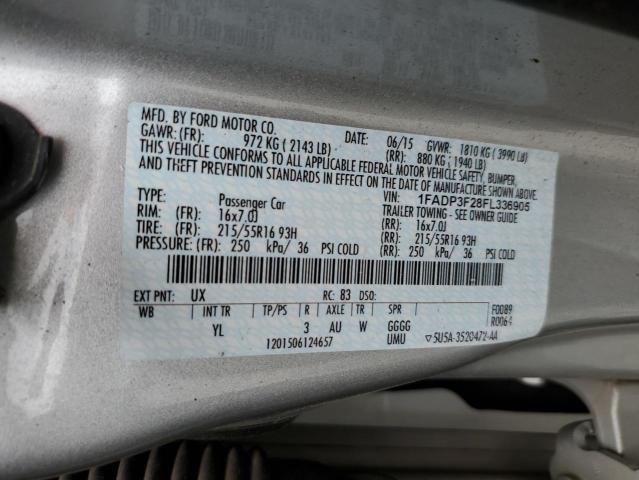 MFD. BY FORD MOTOR CO. DATE: 06/15 GVWR: 1810 KG ( 3990 LB)
GAWR: (FR): 972 KG ( 2143 LB) (RR): 880 KG ( 1940 LB)
THIS VEHICLE CONFORMS TO ALL APPLICABLE FEDERAL MOTOR VEHICLE SAFETY, BUMPER,
AND THEFT PREVENTION STANDARDS IN EFFECT ON THE DATE OF MANUFACTURE SHOWN ABOVE.
VIN: 1FADP3F28FL336905
TYPE: Passenger Car TRAILER TOWING - SEE OWNER GUIDE
RIM: (FR): 16x7.0J (RR): 16x7.0J
TIRE: (FR): 215/55R16 93H (RR): 215/55R16 93H
PRESSURE: (FR): 250 kPa/ 36 PSI COLD (RR): 250 kPa/ 36 PSI COLD
EXT PNT: UX RC: 83 DSO:
WB INT TR TP/PS R AXLE TR SPR F0089
YL 3 AU W GGGG R0064
1201506124657 UMU ▽5U5A-3520472-AA